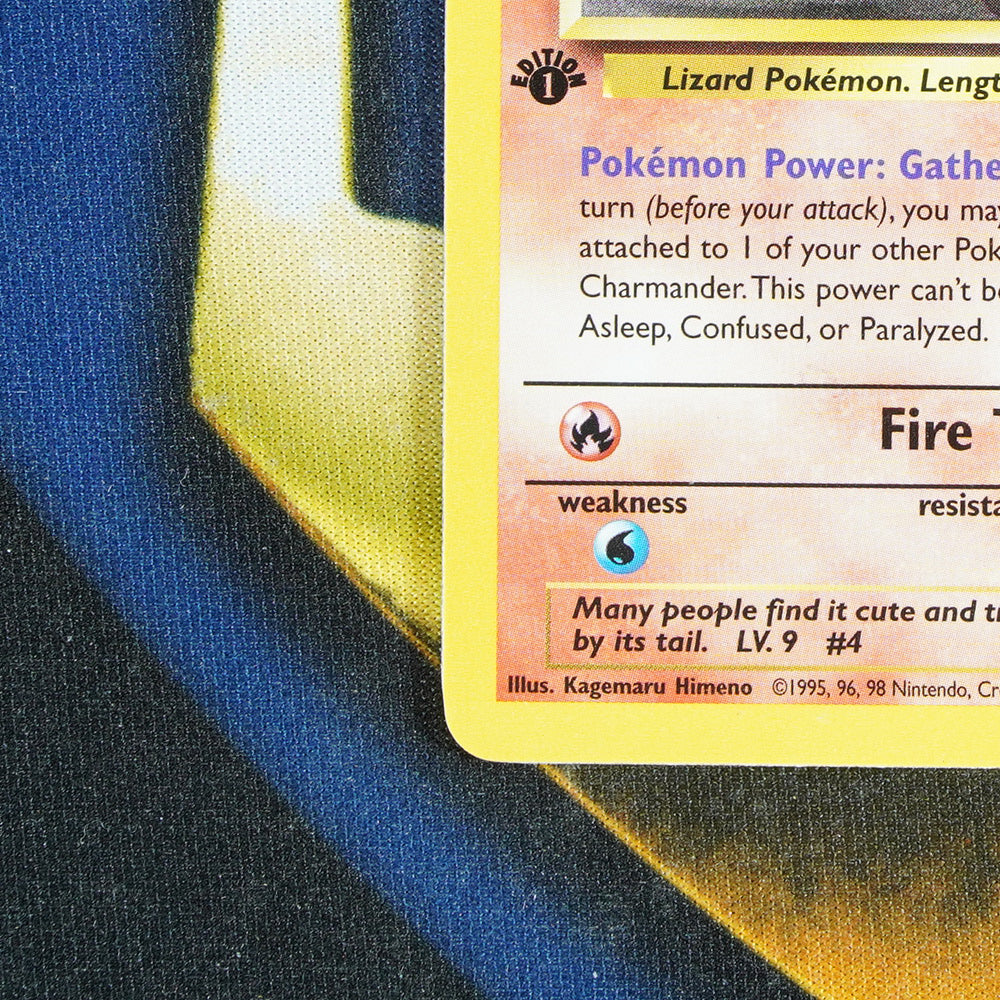 EDITION
1
Lizard Pokémon. Lengt
Pokémon Power: Gathe
turn (before your attack), you may
attached to 1 of your other Pok
Charmander. This power can't b
Asleep, Confused, or Paralyzed.
Fire
weakness
resista
Many people find it cute and tr
by its tail. LV. 9 #4
Illus. Kagemaru Himeno ©1995, 96, 98 Nintendo, Cr